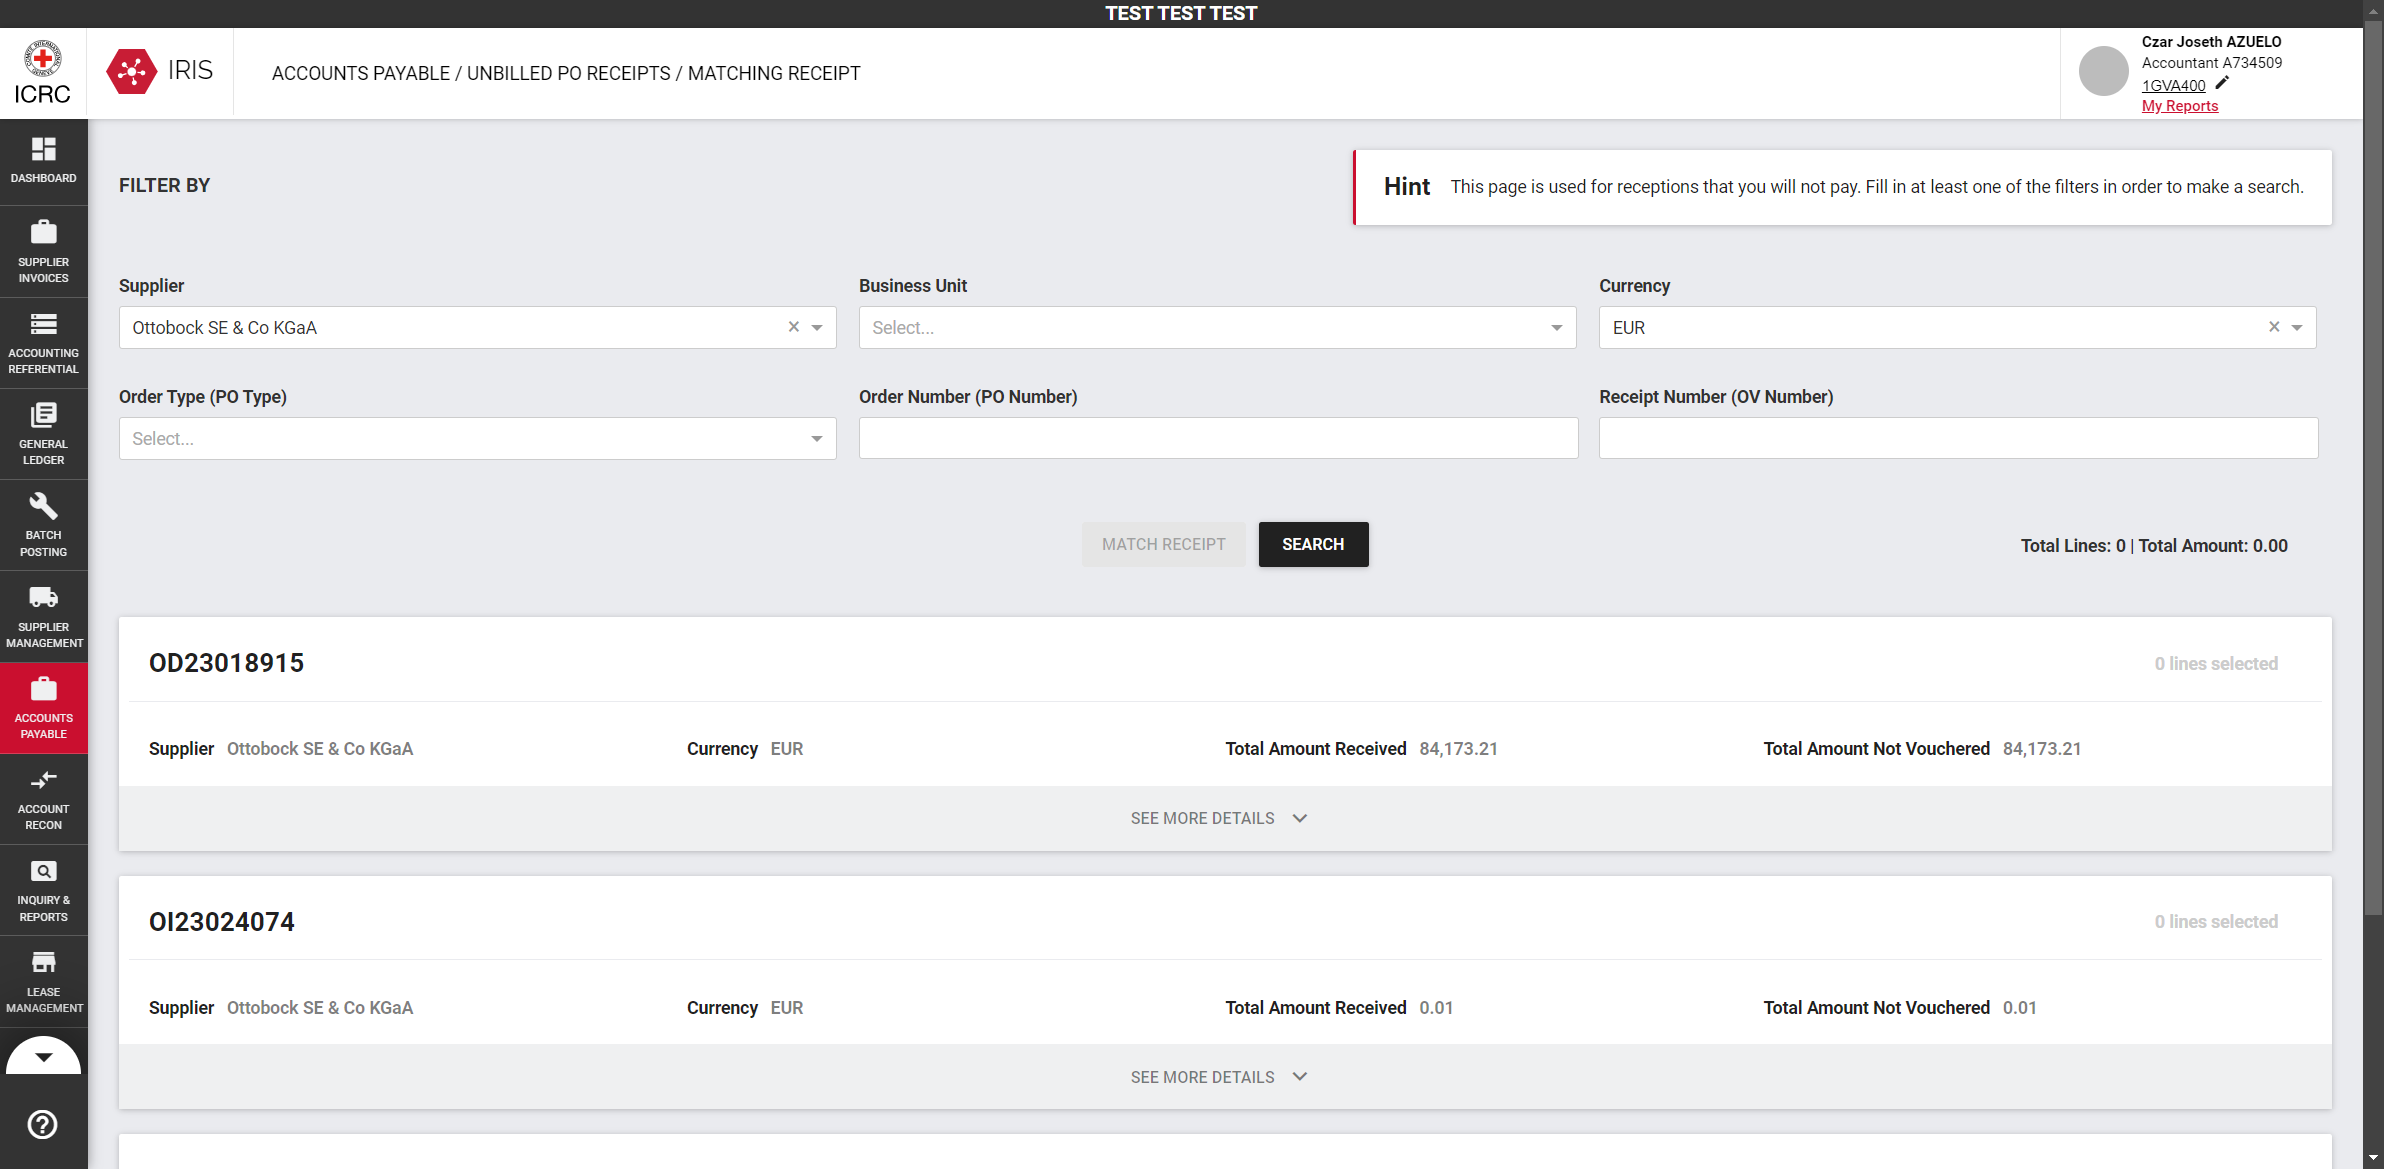 TEST TEST TEST
ICRC
IRIS
ACCOUNTS PAYABLE / UNBILLED PO RECEIPTS / MATCHING RECEIPT
Czar Joseth AZUELO
Accountant A734509
1GVA400
My Reports
DASHBOARD
SUPPLIER
INVOICES
ACCOUNTING
REFERENTIAL
GENERAL
LEDGER
BATCH
POSTING
SUPPLIER
MANAGEMENT
ACCOUNTS
PAYABLE
ACCOUNT
RECON
INQUIRY &
REPORTS
LEASE
MANAGEMENT
FILTER BY
Hint This page is used for receptions that you will not pay. Fill in at least one of the filters in order to make a search.
Supplier Business Unit Currency
Ottobock SE & Co KGaA × Select... EUR ×
Order Type (PO Type) Order Number (PO Number) Receipt Number (OV Number)
Select...
MATCH RECEIPT SEARCH Total Lines: 0 | Total Amount: 0.00
OD23018915 0 lines selected
Supplier Ottobock SE & Co KGaA Currency EUR Total Amount Received 84,173.21 Total Amount Not Vouchered 84,173.21
SEE MORE DETAILS
OI23024074 0 lines selected
Supplier Ottobock SE & Co KGaA Currency EUR Total Amount Received 0.01 Total Amount Not Vouchered 0.01
SEE MORE DETAILS